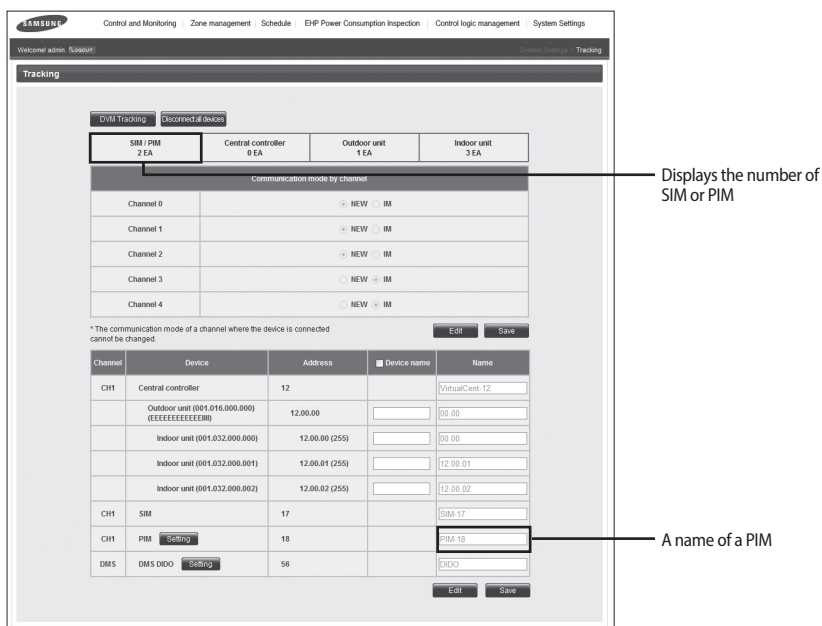 SAMSUNG
Control and Monitoring Zone management Schedule EHP Power Consumption Inspection Control logic management System Settings
Welcome! admin. LOGOUT
System Settings > Tracking
Tracking
DVM Tracking Disconnect all devices
SIM / PIM Central controller Outdoor unit Indoor unit
2 EA 0 EA 1 EA 3 EA
Displays the number of
SIM or PIM
Communication mode by channel
Channel 0 NEW IM
Channel 1 NEW IM
Channel 2 NEW IM
Channel 3 NEW IM
Channel 4 NEW IM
* The communication mode of a channel where the device is connected
cannot be changed.
Edit Save
Channel Device Address Device name Name
CH1 Central controller 12 VirtualCent-12
Outdoor unit (001.016.000.000) 12.00.00 00.00
Indoor unit (001.032.000.000) 12.00.00 (255) 00.00
Indoor unit (001.032.000.001) 12.00.01 (255) 12.00.01
Indoor unit (001.032.000.002) 12.00.02 (255) 12.00.02
CH1 SIM 17 SIM-17
CH1 PIM Setting 18 PIM-18
A name of a PIM
DMS DMS DIDO Setting 56 DIDO
Edit Save